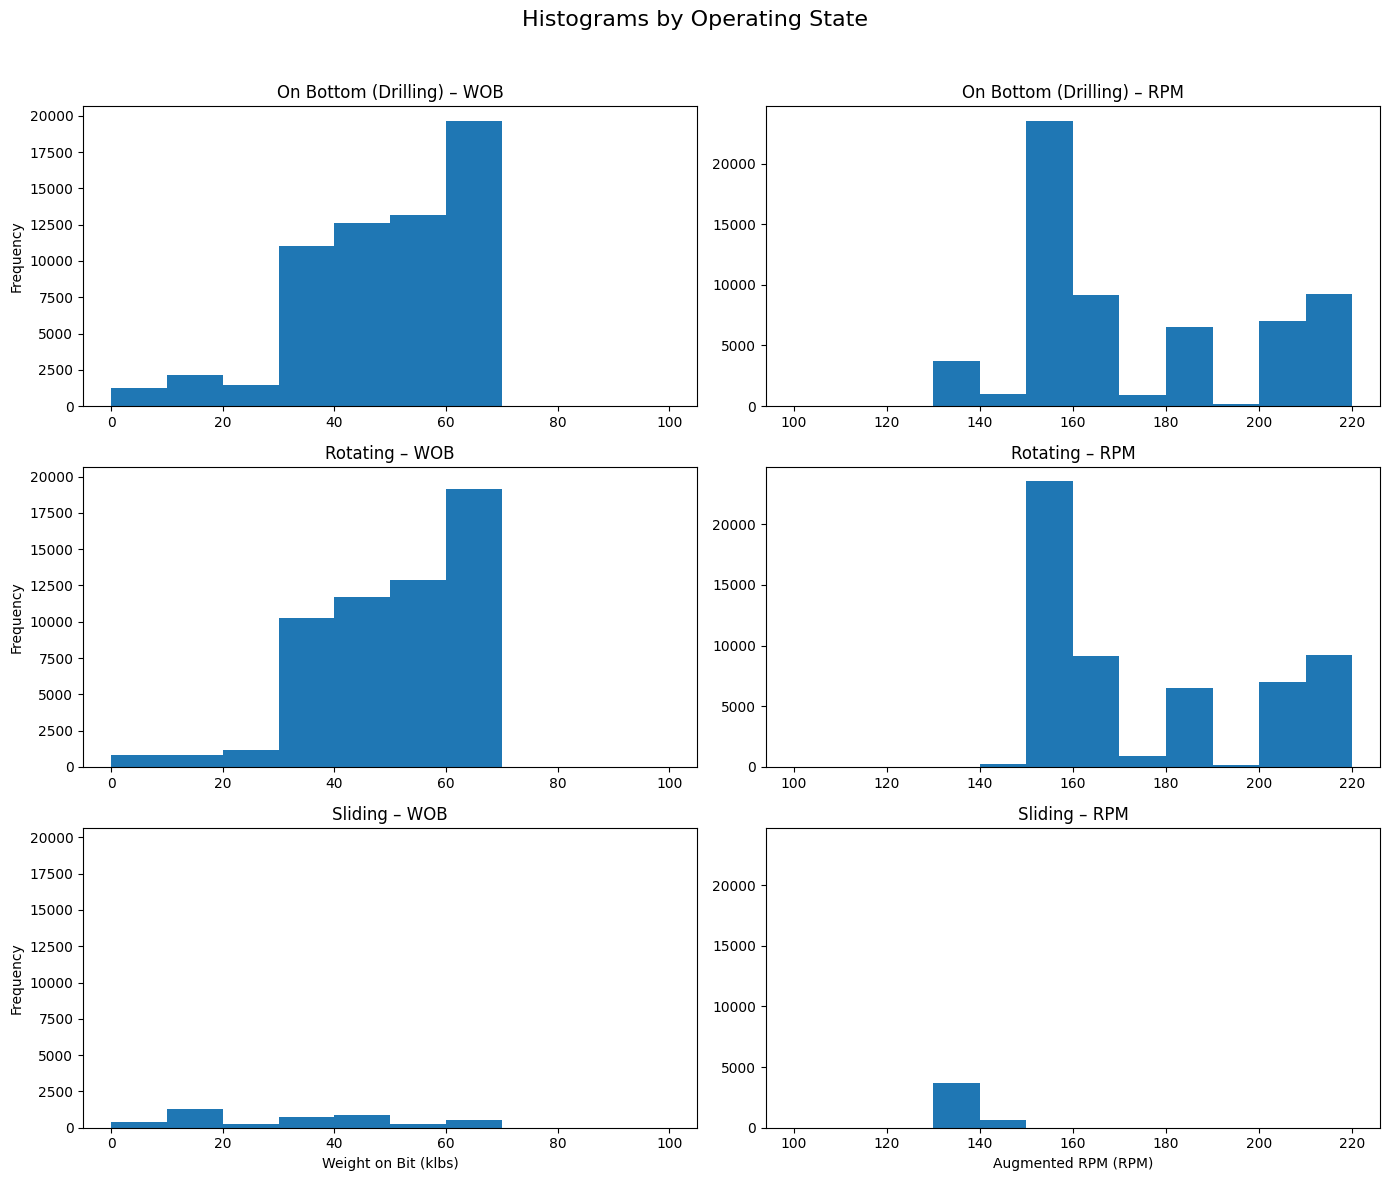 Histograms by Operating State
On Bottom (Drilling) – WOB
Frequency
20000
17500
15000
12500
10000
7500
5000
2500
0
0 20 40 60 80 100
On Bottom (Drilling) – RPM
20000
15000
10000
5000
0
100 120 140 160 180 200 220
Rotating – WOB
Frequency
20000
17500
15000
12500
10000
7500
5000
2500
0
0 20 40 60 80 100
Rotating – RPM
20000
15000
10000
5000
0
100 120 140 160 180 200 220
Sliding – WOB
Frequency
20000
17500
15000
12500
10000
7500
5000
2500
0
0 20 40 60 80 100
Weight on Bit (klbs)
Sliding – RPM
20000
15000
10000
5000
0
100 120 140 160 180 200 220
Augmented RPM (RPM)